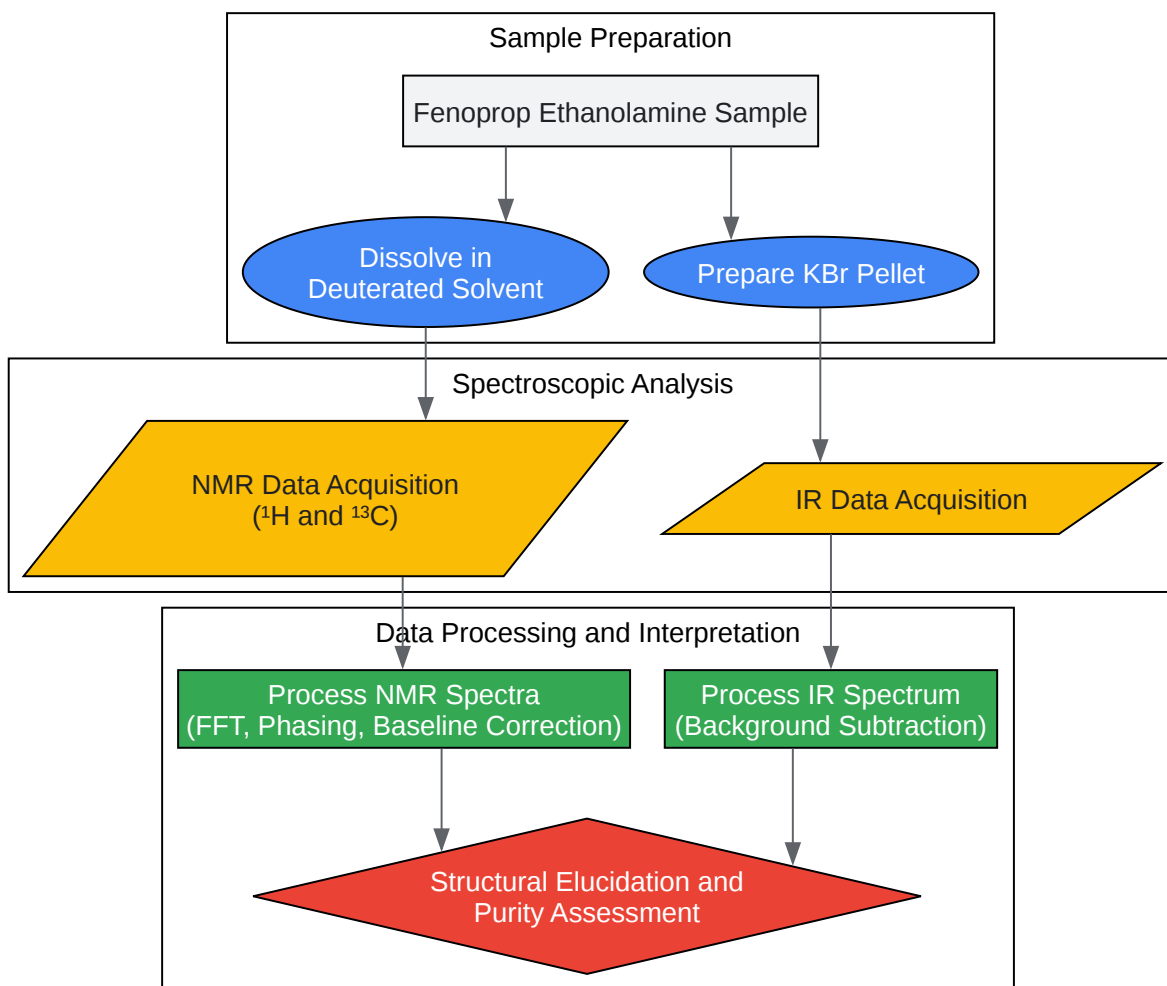 Sample Preparation
Fenoprop Ethanolamine Sample
Dissolve in
Deuterated Solvent
Prepare KBr Pellet
Spectroscopic Analysis
NMR Data Acquisition
(¹H and ¹³C)
IR Data Acquisition
Data Processing and Interpretation
Process NMR Spectra
(FFT, Phasing, Baseline Correction)
Process IR Spectrum
(Background Subtraction)
Structural Elucidation and
Purity Assessment